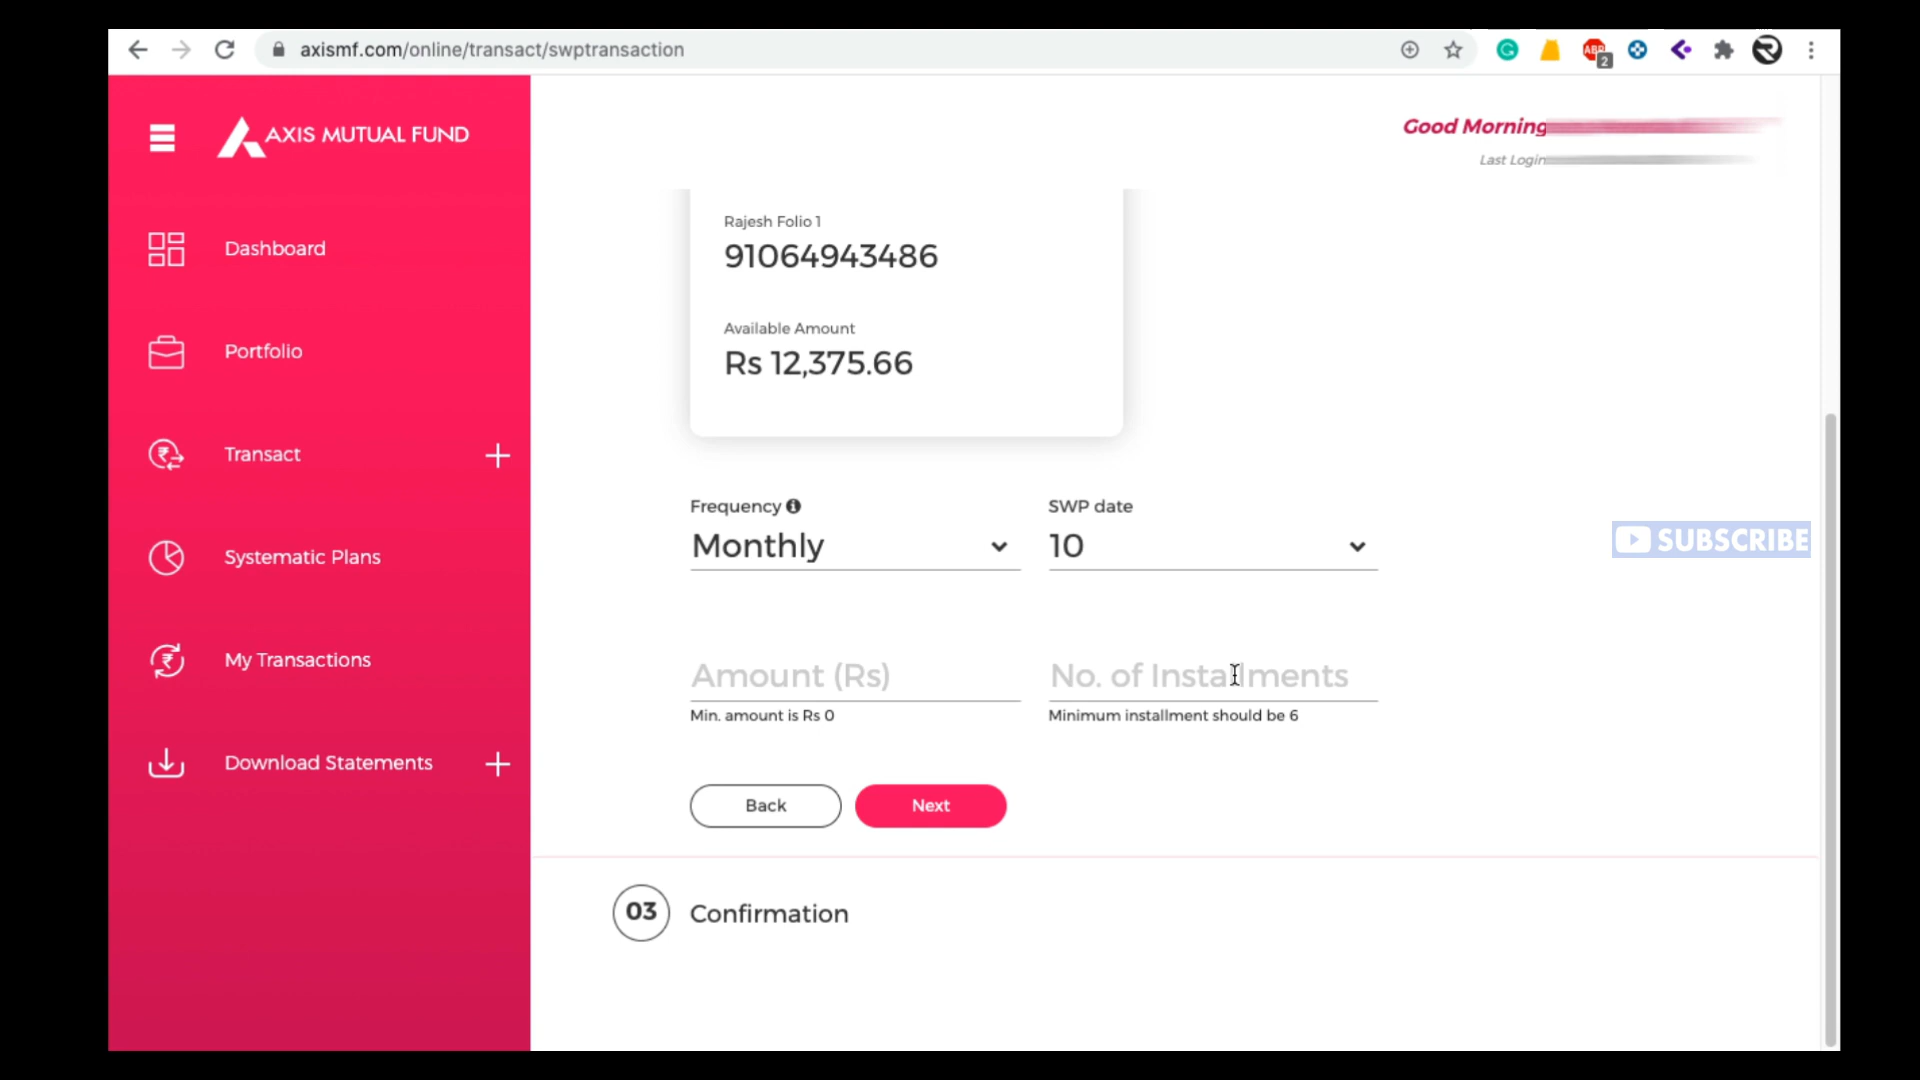 axismf.com/online/transact/swptransaction
ABP
2
AXIS MUTUAL FUND
Good Morning
Last Login
Dashboard
Portfolio
Transact
Systematic Plans
My Transactions
Download Statements
Rajesh Folio 1
91064943486
Available Amount
Rs 12,375.66
Frequency
SWP date
Monthly
10
SUBSCRIBE
Amount (Rs)
No. of Installments
Min. amount is Rs 0
Minimum installment should be 6
Back
Next
03
Confirmation